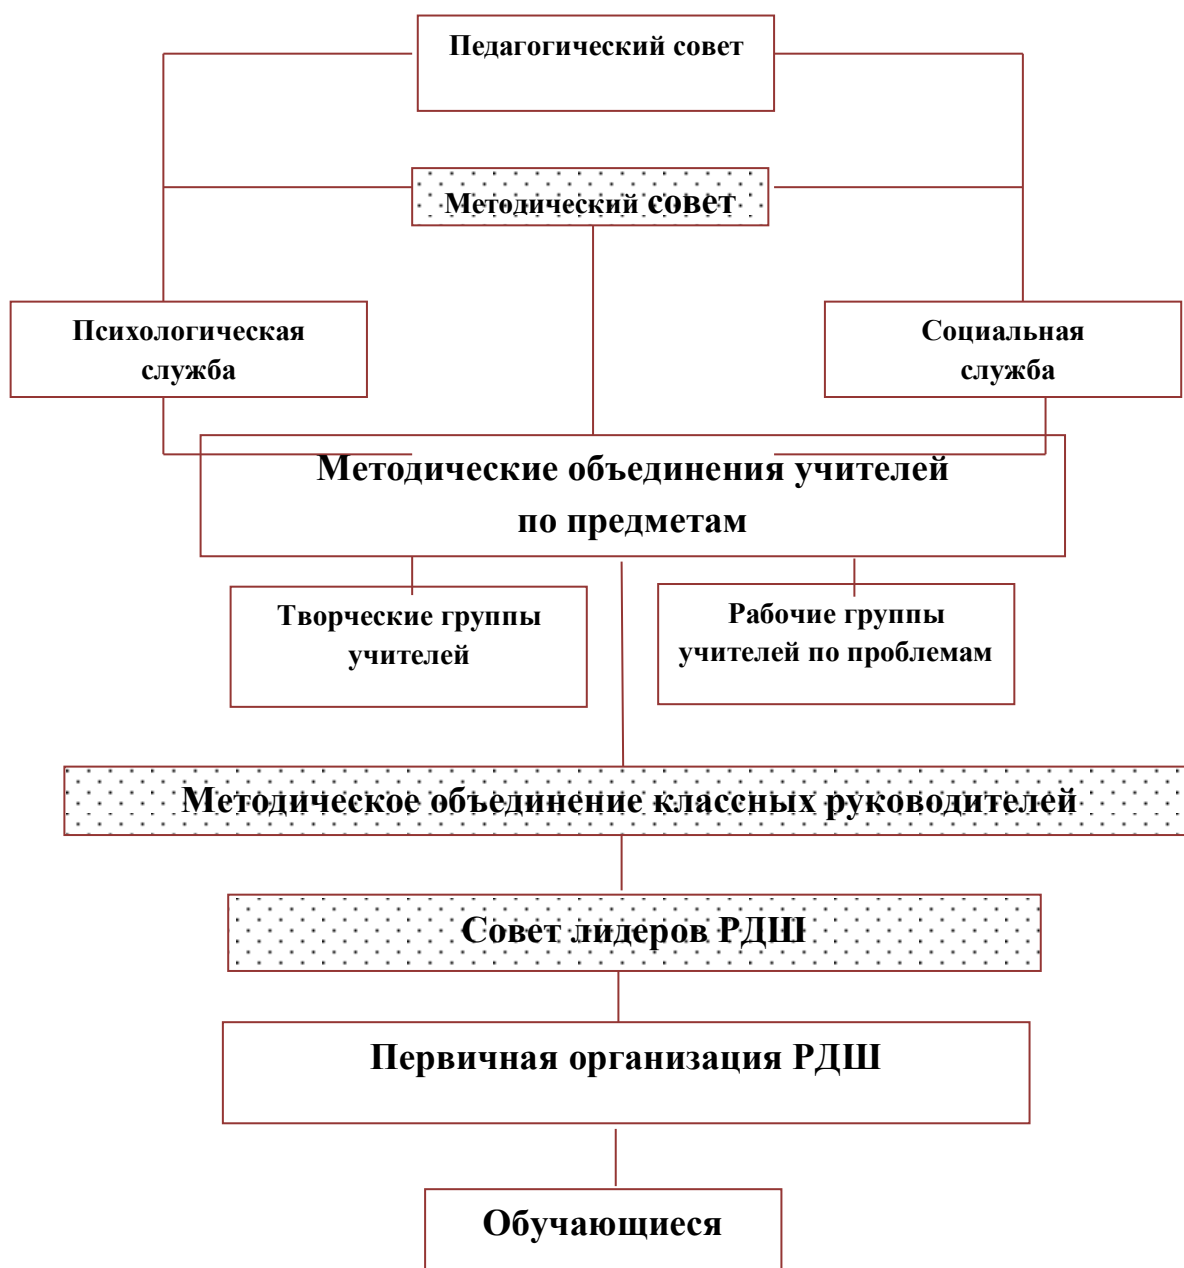 Педагогический совет
Методический совет
Психологическая
служба
Социальная
служба
Методические объединения учителей
по предметам
Творческие группы
учителей
Рабочие группы
учителей по проблемам
Методическое объединение классных руководителей
Совет лидеров РДШ
Первичная организация РДШ
Обучающиеся